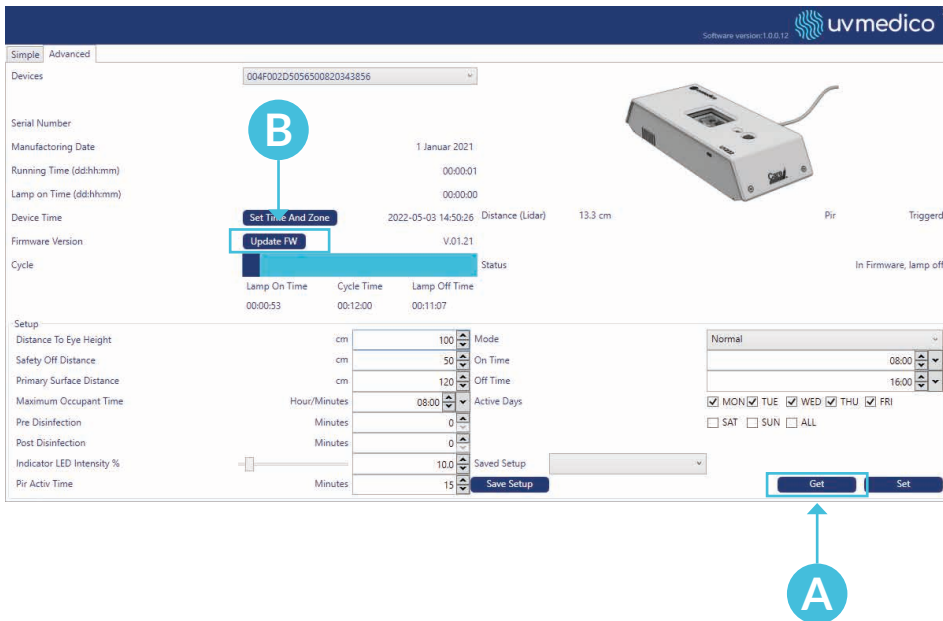 uvmedico
Software version:1.0.0.12
Simple Advanced
Devices 004F002D5056500820343856
Serial Number
B
Manufactoring Date 1 Januar 2021
Running Time (dd:hh:mm) 00:00:01
Lamp on Time (dd:hh:mm) 00:00:00
Device Time Set Time And Zone 2022-05-03 14:50:26 Distance (Lidar) 13.3 cm Pir Triggerd
Firmware Version Update FW V.01.21
Cycle Status In Firmware, lamp off
Lamp On Time Cycle Time Lamp Off Time
00:00:53 00:12:00 00:11:07
Setup
Distance To Eye Height cm 100 Mode Normal
Safety Off Distance cm 50 On Time 08:00
Primary Surface Distance cm 120 Off Time 16:00
Maximum Occupant Time Hour/Minutes 08:00 Active Days MON TUE WED THU FRI
Pre Disinfection Minutes 0 SAT SUN ALL
Post Disinfection Minutes 0
Indicator LED Intensity % 10.0 Saved Setup
Pir Activ Time Minutes 15 Save Setup Get Set
A